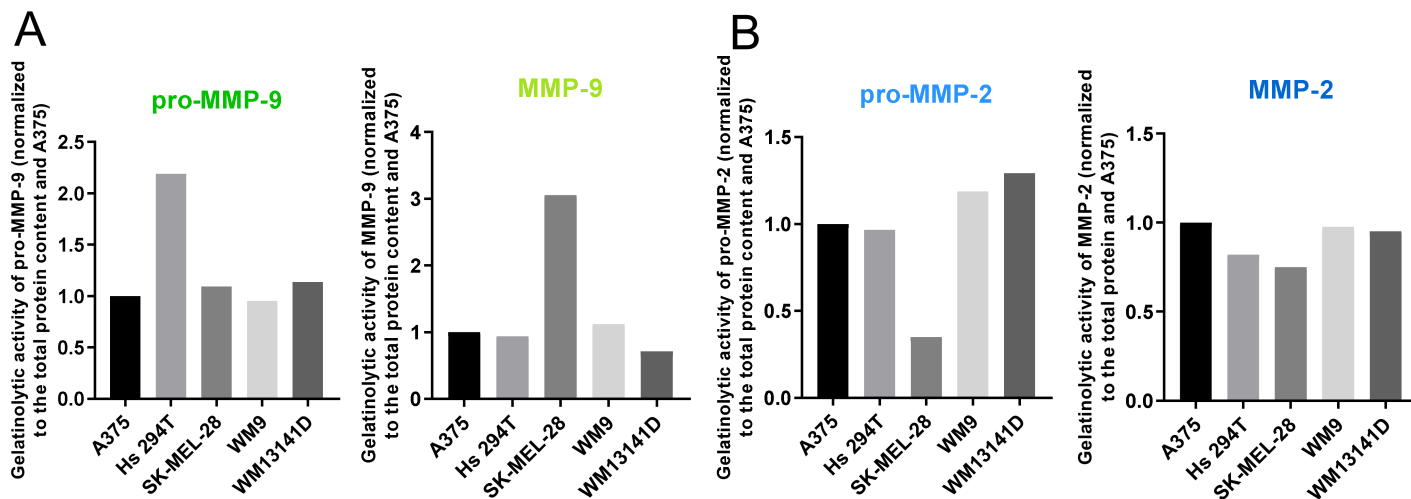 A
pro-MMP-9
Gelatinolytic activity of pro-MMP-9 (normalized
to the total protein content and A375)
2.5
2.0
1.5
1.0
0.5
0.0
A375
Hs 294T
SK-MEL-28
WM9
WM13141D
MMP-9
Gelatinolytic activity of MMP-9 (normalized
to the total protein content and A375)
4
3
2
1
0
A375
Hs 294T
SK-MEL-28
WM9
WM13141D
B
pro-MMP-2
Gelatinolytic activity of pro-MMP-2 (normalized
to the total protein content and A375)
1.5
1.0
0.5
0.0
A375
Hs 294T
SK-MEL-28
WM9
WM13141D
MMP-2
Gelatinolytic activity of MMP-2 (normalized
to the total protein and A375)
1.5
1.0
0.5
0.0
A375
Hs 294T
SK-MEL-28
WM9
WM13141D